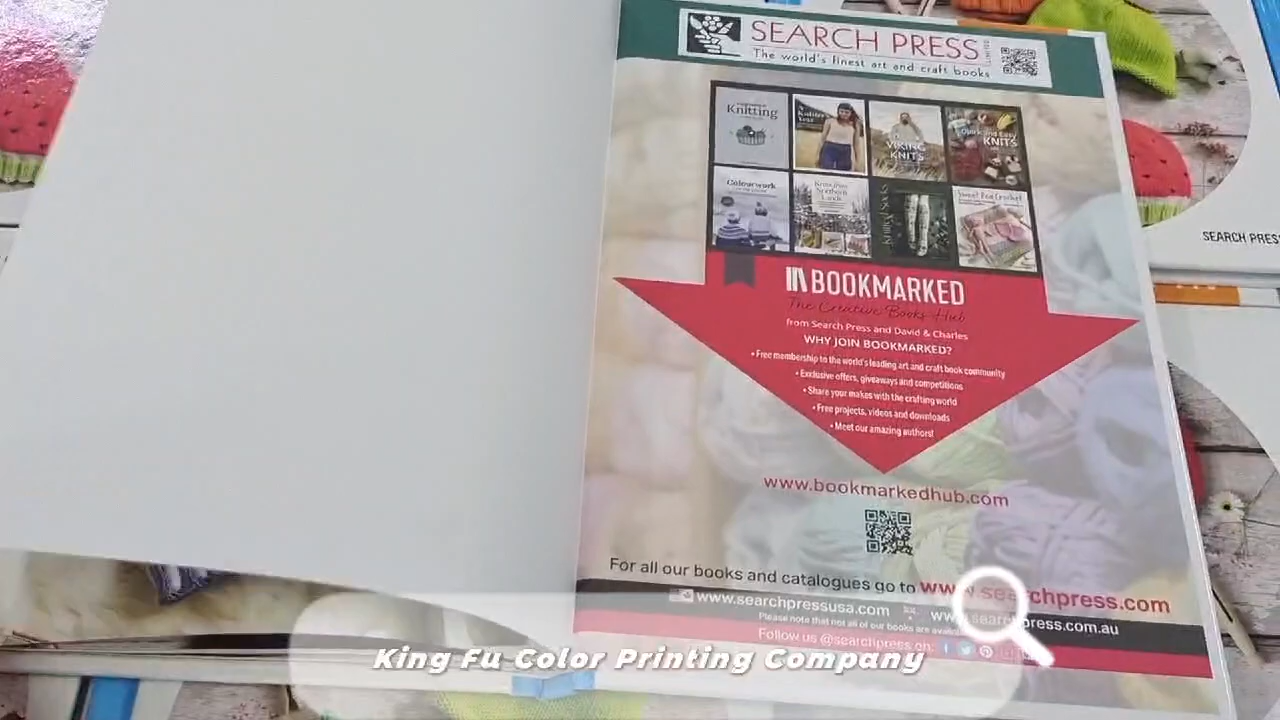 SEARCH PRESS LIMITED
The world's finest art and craft books
Knitting
VIKING
KNITS
Quick and Easy
KNITS
Colourwork
Northern
Lands
Sweet Pea Crochet
BOOKMARKED
The Creative Books Hub
from Search Press and David & Charles
WHY JOIN BOOKMARKED?
• Free membership to the world's leading art and craft book community
• Exclusive offers, giveaways and competitions
• Share your makes with the crafting world
• Free projects, videos and downloads
• Meet our amazing authors!
www.bookmarkedhub.com
For all our books and catalogues go to www.searchpress.com
www.searchpressusa.com www.searchpress.com.au
Please note that not all of our books are
Follow us @searchpress on:
SEARCH PRESS
King Fu Color Printing Company